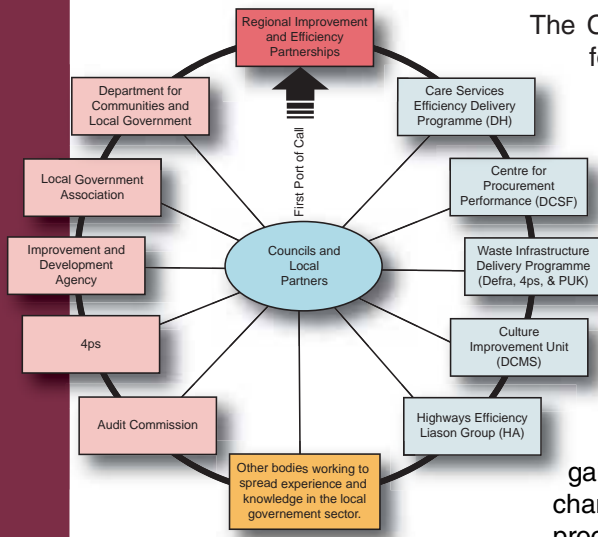 The C
fo
Regional Improvement
and Efficiency
Partnerships
Department for
Communities and
Local Government
Care Services
Efficiency Delivery
Programme (DH)
First Port of Call
Local Government
Association
Centre for
Procurement
Performance (DCSF)
Improvement and
Development
Agency
Councils and
Local
Partners
Waste Infrastructure
Delivery Programme
(Defra, 4ps, & PUK)
4ps
Culture
Improvement Unit
(DCMS)
Audit Commission
Highways Efficiency
Liason Group (HA)
Other bodies working to
spread experience and
knowledge in the local
governement sector.
ga
char